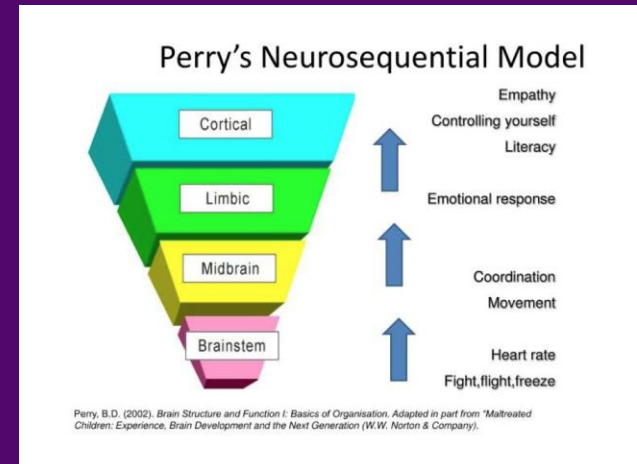 Perry's Neurosequential Model
Cortical
Limbic
Midbrain
Brainstem
Empathy
Controlling yourself
Literacy
Emotional response
Coordination
Movement
Heart rate
Fight,flight,freeze
Perry, B.D. (2002). Brain Structure and Function I: Basics of Organisation. Adapted in part from "Maltreated
Children: Experience, Brain Development and the Next Generation (W.W. Norton & Company).